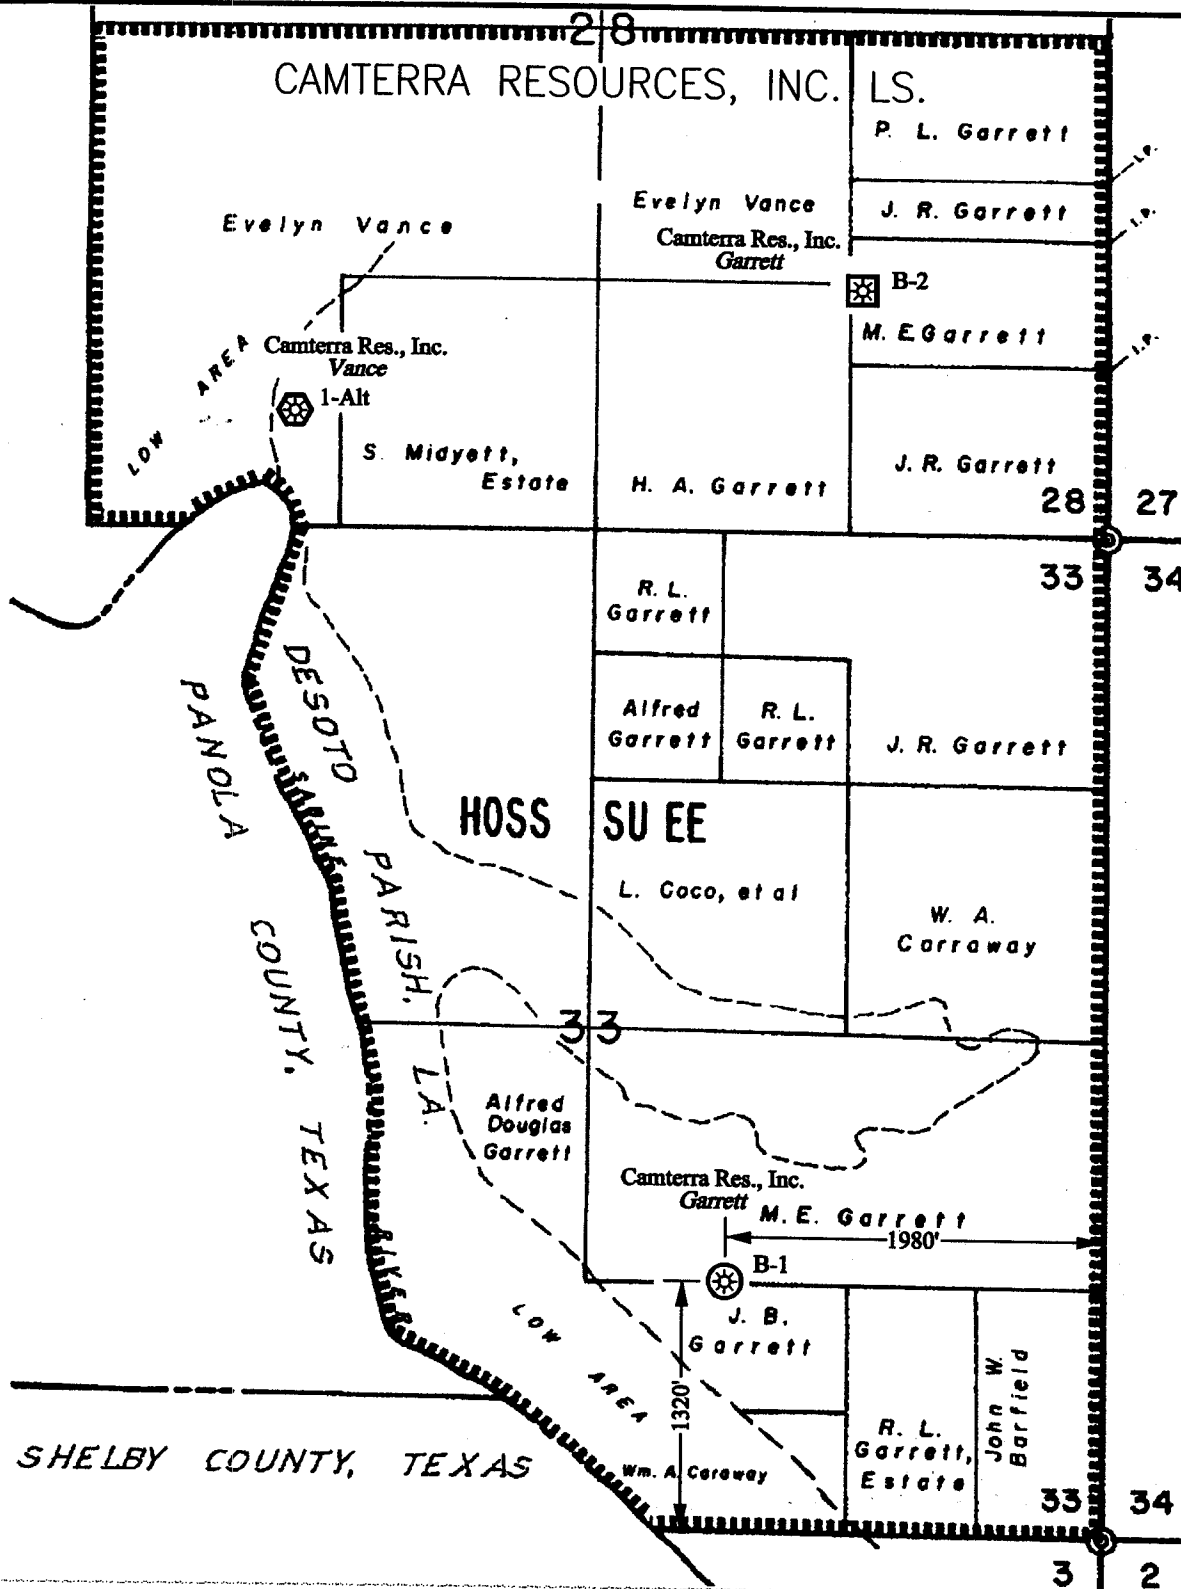 28
CAMTERRA RESOURCES, INC. LS.
P. L. Garrett
I.P.
Evelyn Vance
Evelyn Vance
J. R. Garrett
I.P.
Camterra Res., Inc.
Garrett
B-2
M. E. Garrett
I.P.
LOW AREA
Camterra Res., Inc.
Vance
1-Alt
S. Midyett,
Estate
H. A. Garrett
J. R. Garrett
28 27
33 34
R. L.
Garrett
Alfred
Garrett
R. L.
Garrett
J. R. Garrett
DESOTO PARISH, LA.
PANOLA COUNTY, TEXAS
SABINE RIVER
HOSS SU EE
L. Coco, et al
W. A.
Carraway
33
Alfred
Douglas
Garrett
Camterra Res., Inc.
Garrett
M. E. Garrett
1980'
B-1
J. B.
Garrett
LOW AREA
1320'
Wm. A. Caraway
R. L.
Garrett,
Estate
John W.
Barfield
SHELBY COUNTY, TEXAS
33 34
3 2